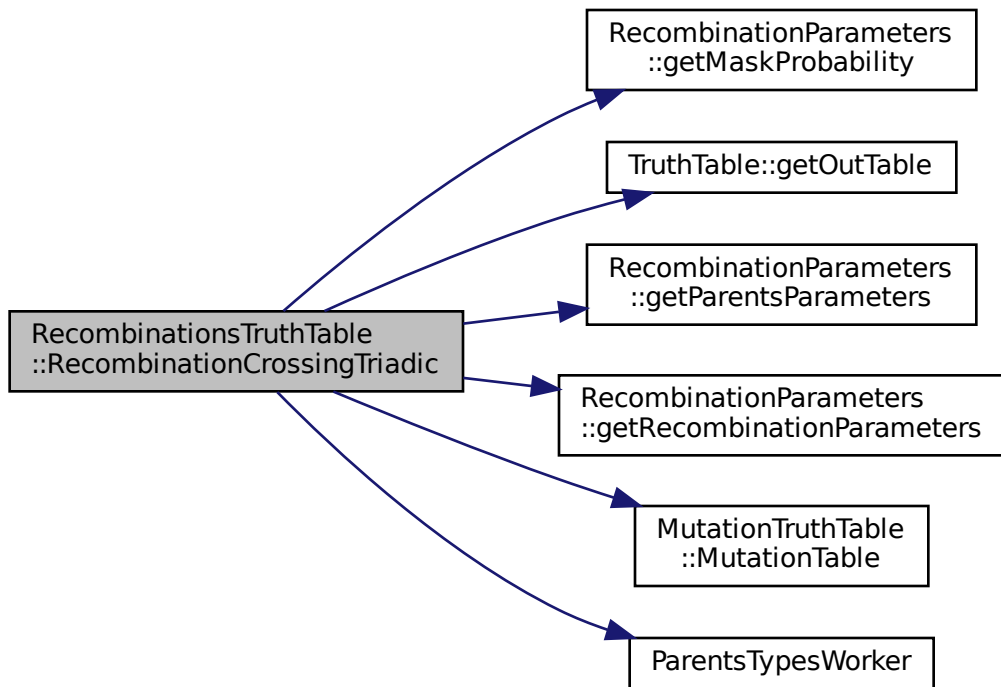 RecombinationParameters
::getMaskProbability
TruthTable::getOutTable
RecombinationParameters
::getParentsParameters
RecombinationsTruthTable
::RecombinationCrossingTriadic
RecombinationParameters
::getRecombinationParameters
MutationTruthTable
::MutationTable
ParentsTypesWorker